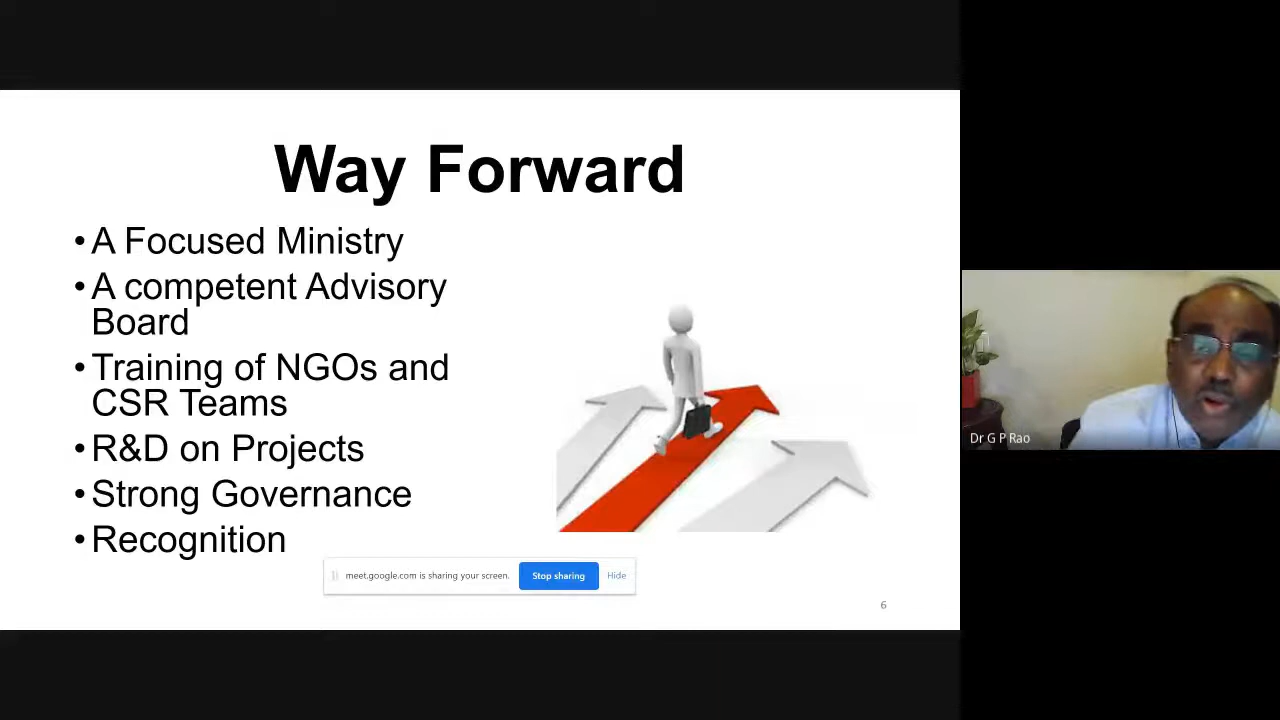 Way Forward
•A Focused Ministry
•A competent Advisory
Board
•Training of NGOs and
CSR Teams
•R&D on Projects
•Strong Governance
•Recognition
meet.google.com is sharing your screen. Stop sharing Hide
6
Dr G P Rao